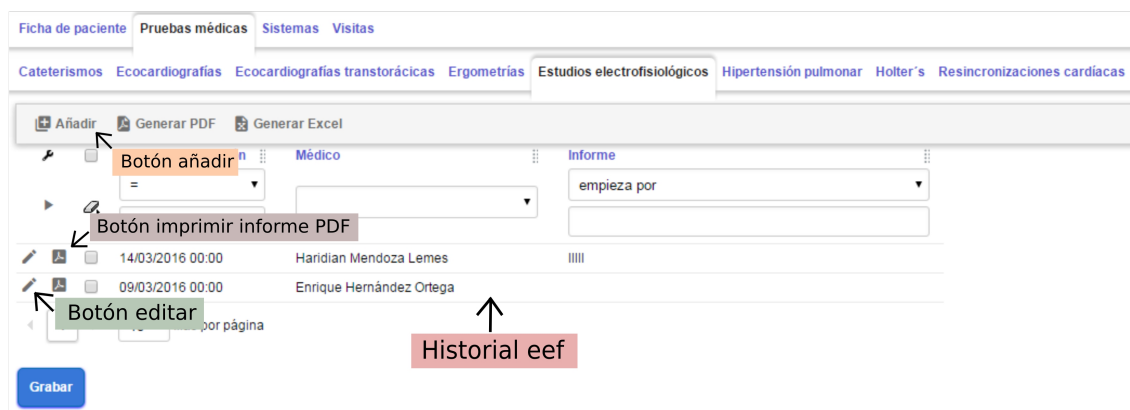 Ficha de paciente Pruebas médicas Sistemas Visitas
Cateterismos Ecocardiografías Ecocardiografías transtorácicas Ergometrías Estudios electrofisiológicos Hipertensión pulmonar Holter´s Resincronizaciones cardíacas
Añadir Generar PDF Generar Excel
Botón añadir n Médico Informe
= empieza por
Botón imprimir informe PDF
14/03/2016 00:00 Haridian Mendoza Lemes lllll
09/03/2016 00:00 Enrique Hernández Ortega
Botón editar
por página
Historial eef
Grabar